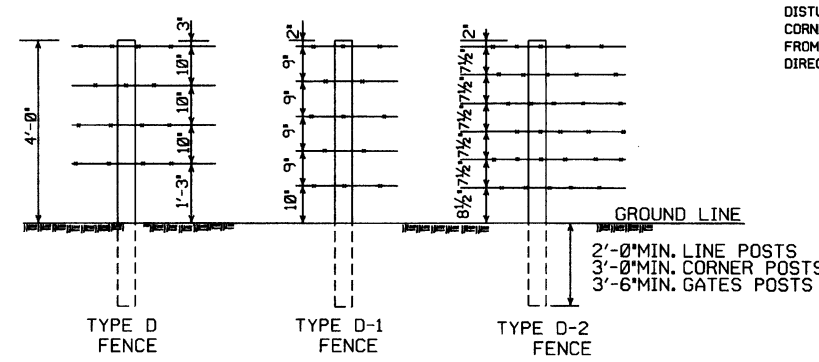 DISTU
CORN
FROM
DIREC
4'-0"
3"
10"
10"
10"
1'-3"
2"
9"
9"
9"
9"
10"
2"
7½"
7½"
7½"
7½"
7½"
8½"
GROUND LINE
2'-0"MIN. LINE POSTS
3'-0"MIN. CORNER POSTS
3'-6"MIN. GATES POSTS
TYPE D
FENCE
TYPE D-1
FENCE
TYPE D-2
FENCE